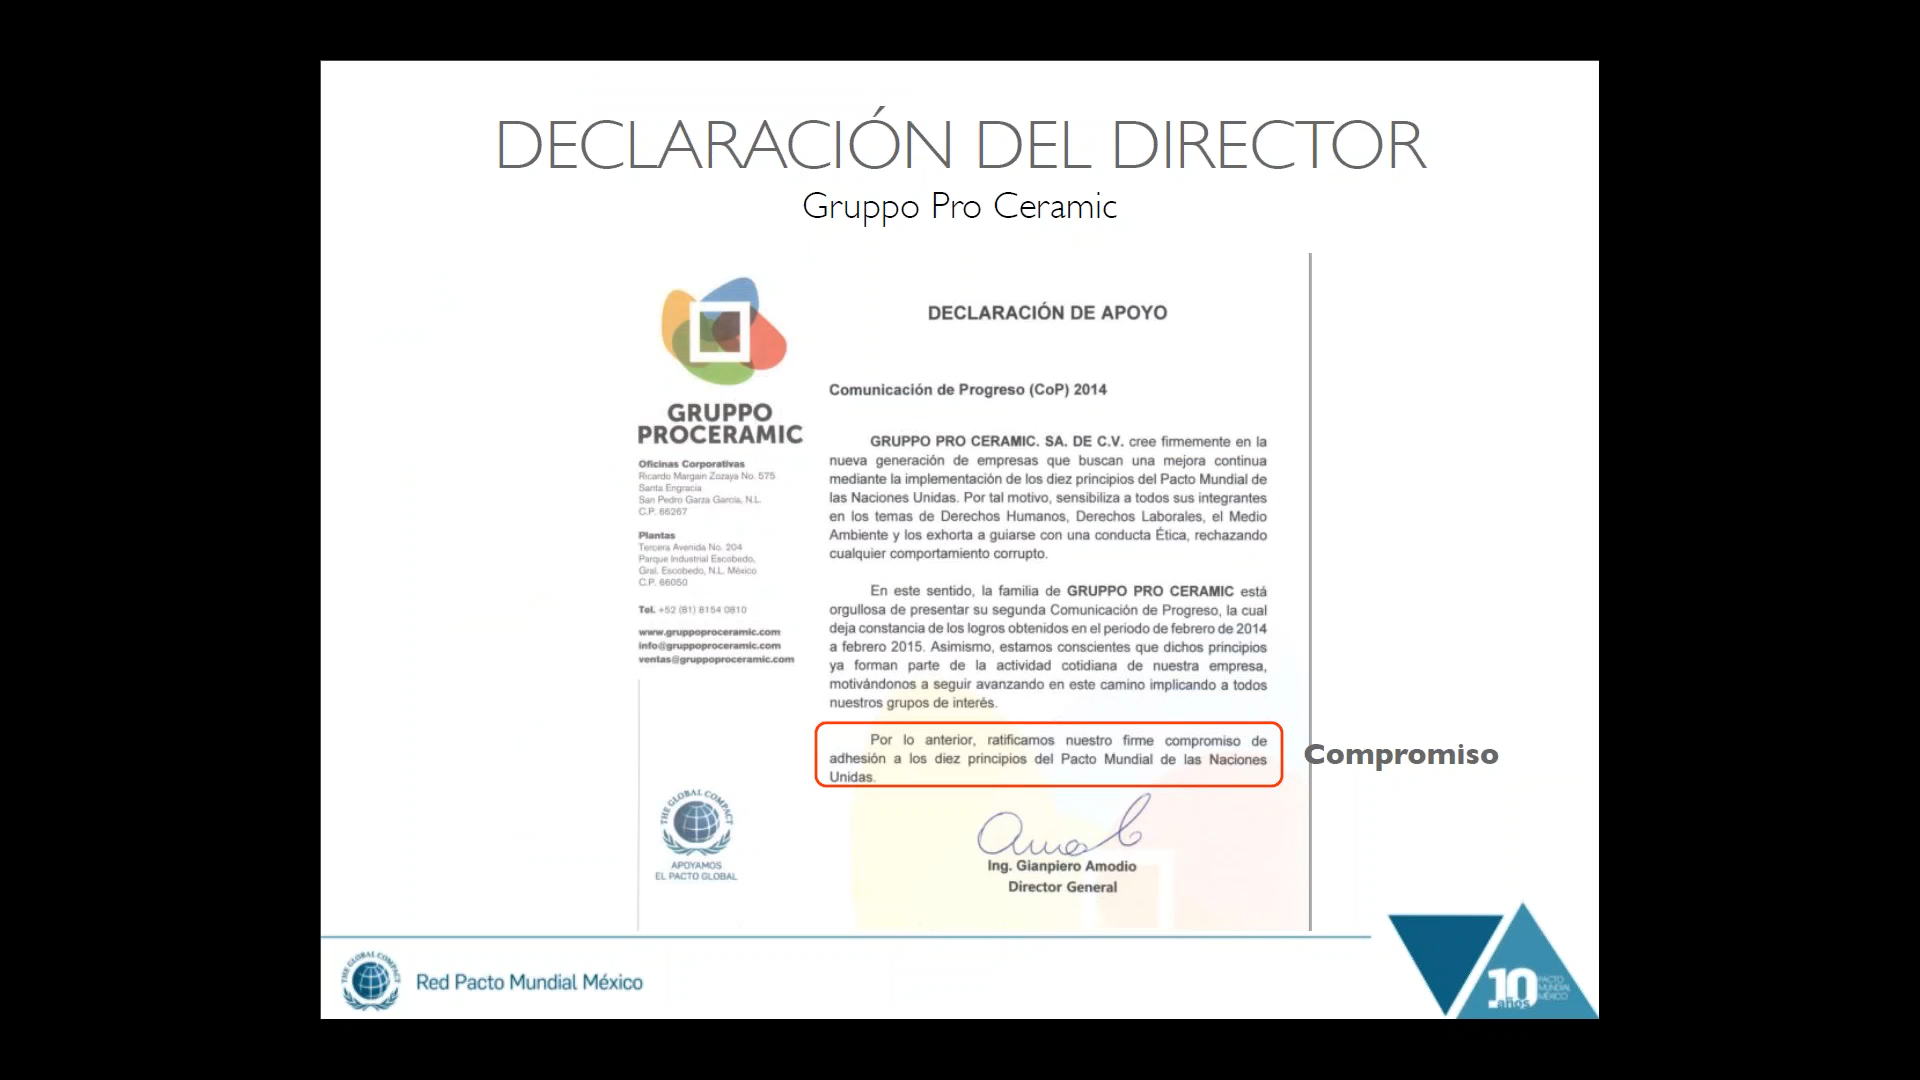 DECLARACIÓN DEL DIRECTOR
Gruppo Pro Ceramic
GRUPPO
PROCERAMIC
Oficinas Corporativas
Ricardo Margain Zozaya No. 575
Santa Engracia
San Pedro Garza García, N.L.
C.P. 66267
Plantas
Tercera Avenida No. 204
Parque Industrial Escobedo,
Gral. Escobedo, N.L. México
C.P. 66050
Tel. +52 (81) 8154 0810
www.gruppoproceramic.com
info@gruppoproceramic.com
ventas@gruppoproceramic.com
THE GLOBAL COMPACT
APOYAMOS
EL PACTO GLOBAL
DECLARACIÓN DE APOYO
Comunicación de Progreso (CoP) 2014
GRUPPO PRO CERAMIC. SA. DE C.V. cree firmemente en la
nueva generación de empresas que buscan una mejora continua
mediante la implementación de los diez principios del Pacto Mundial de
las Naciones Unidas. Por tal motivo, sensibiliza a todos sus integrantes
en los temas de Derechos Humanos, Derechos Laborales, el Medio
Ambiente y los exhorta a guiarse con una conducta Ética, rechazando
cualquier comportamiento corrupto.
En este sentido, la familia de GRUPPO PRO CERAMIC está
orgullosa de presentar su segunda Comunicación de Progreso, la cual
deja constancia de los logros obtenidos en el periodo de febrero de 2014
a febrero 2015. Asimismo, estamos conscientes que dichos principios
ya forman parte de la actividad cotidiana de nuestra empresa,
motivándonos a seguir avanzando en este camino implicando a todos
nuestros grupos de interés.
Por lo anterior, ratificamos nuestro firme compromiso de
adhesión a los diez principios del Pacto Mundial de las Naciones
Unidas.
Compromiso
Ing. Gianpiero Amodio
Director General
THE GLOBAL COMPACT
Red Pacto Mundial México
10
años
PACTO
MUNDIAL
MÉXICO